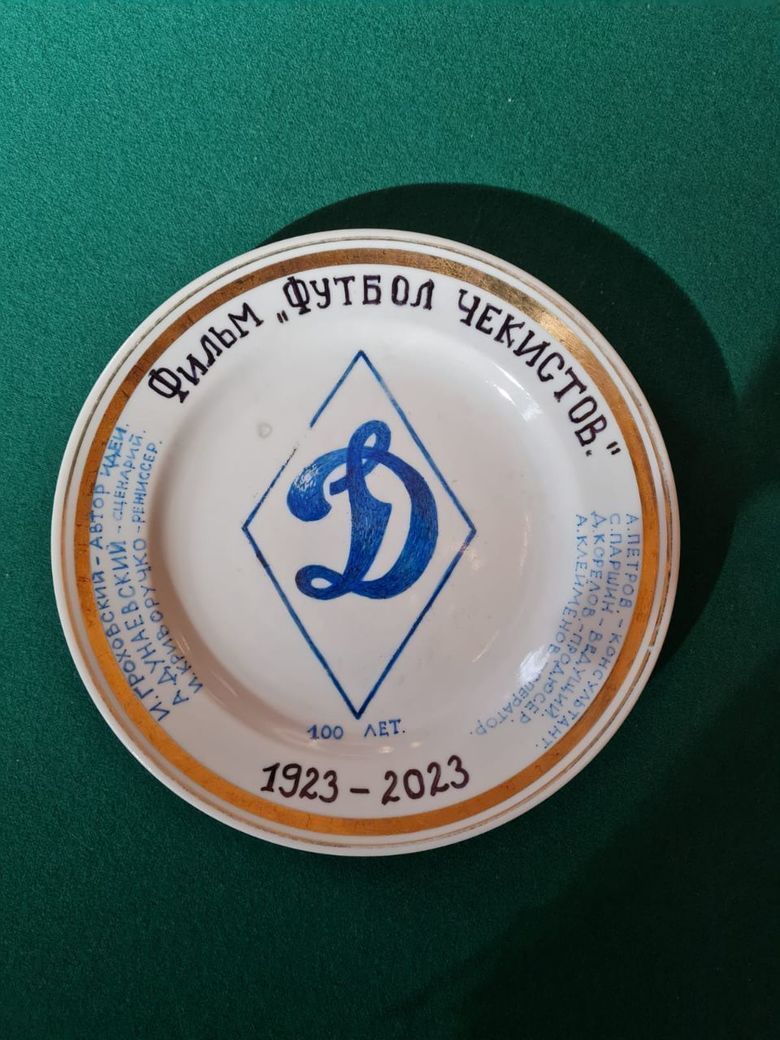 Фильм „ФУТБОЛ ЧЕКИСТОВ."
И.ГРОХОВСКИЙ - АВТОР ИДЕИ.
А.ДУНАЕВСКИЙ - СЦЕНАРИЙ.
И.КРИВОРУЧКО - РЕЖИССЕР.
Д
А.ПЕТРОВ. - КОНСУЛЬТАНТ.
С.ПАРШИН. - ВЕДУЩИЙ.
Д.КОРЕЛОВ. - ПРОДЮСЕР
А.КЛЕЙМЕНОВ - ОПЕРАТОР.
100 ЛЕТ.
1923 - 2023